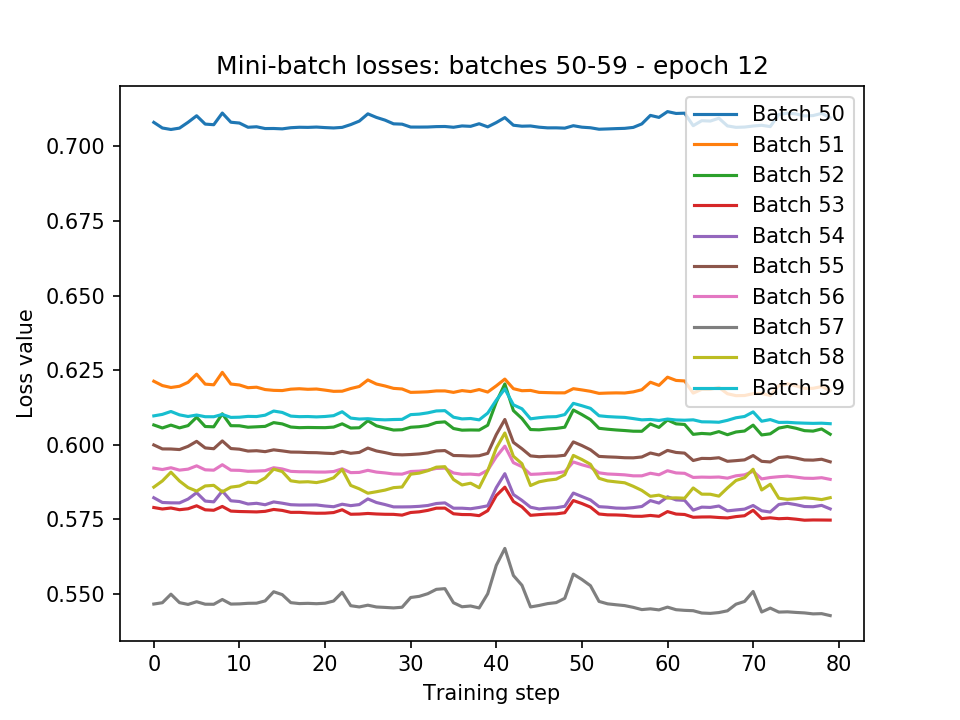 Mini-batch losses: batches 50-59 - epoch 12
Loss value
0.700
0.675
0.650
0.625
0.600
0.575
0.550
Batch 50
Batch 51
Batch 52
Batch 53
Batch 54
Batch 55
Batch 56
Batch 57
Batch 58
Batch 59
0 10 20 30 40 50 60 70 80
Training step